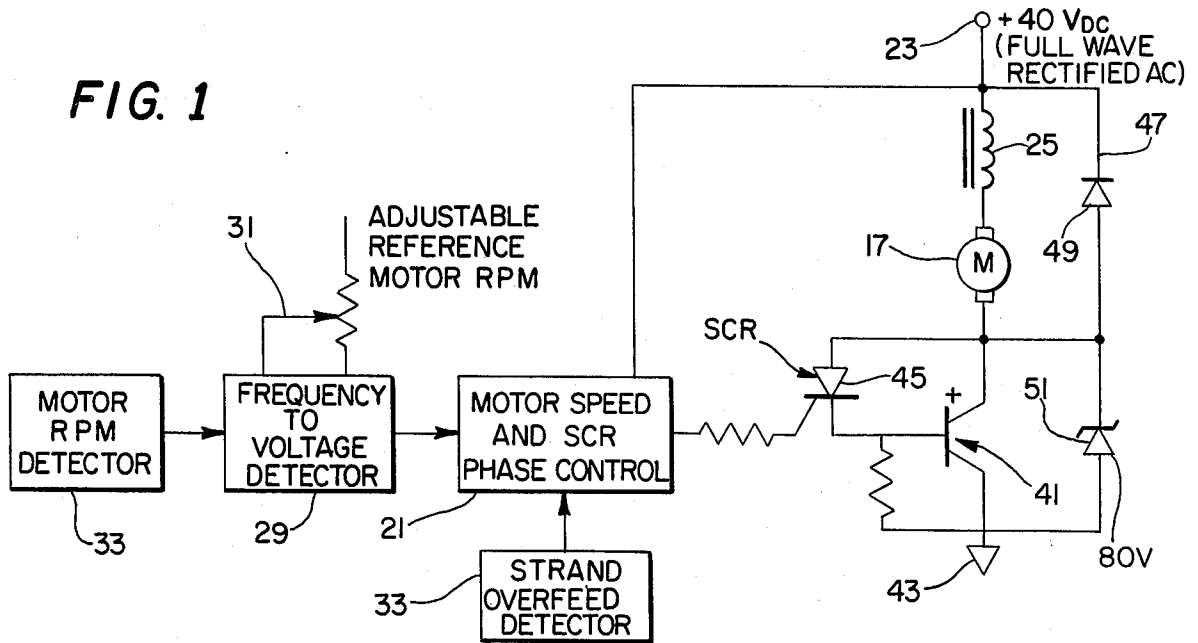 FIG. 1
23
+40 VDC
(FULL WAVE
RECTIFIED AC)
47
25
49
17
M
31
ADJUSTABLE
REFERENCE
MOTOR RPM
SCR
45
+
51
41
80V
43
MOTOR
RPM
DETECTOR
33
FREQUENCY
TO
VOLTAGE
DETECTOR
29
MOTOR SPEED
AND SCR
PHASE CONTROL
21
STRAND
OVERFEED
DETECTOR
33